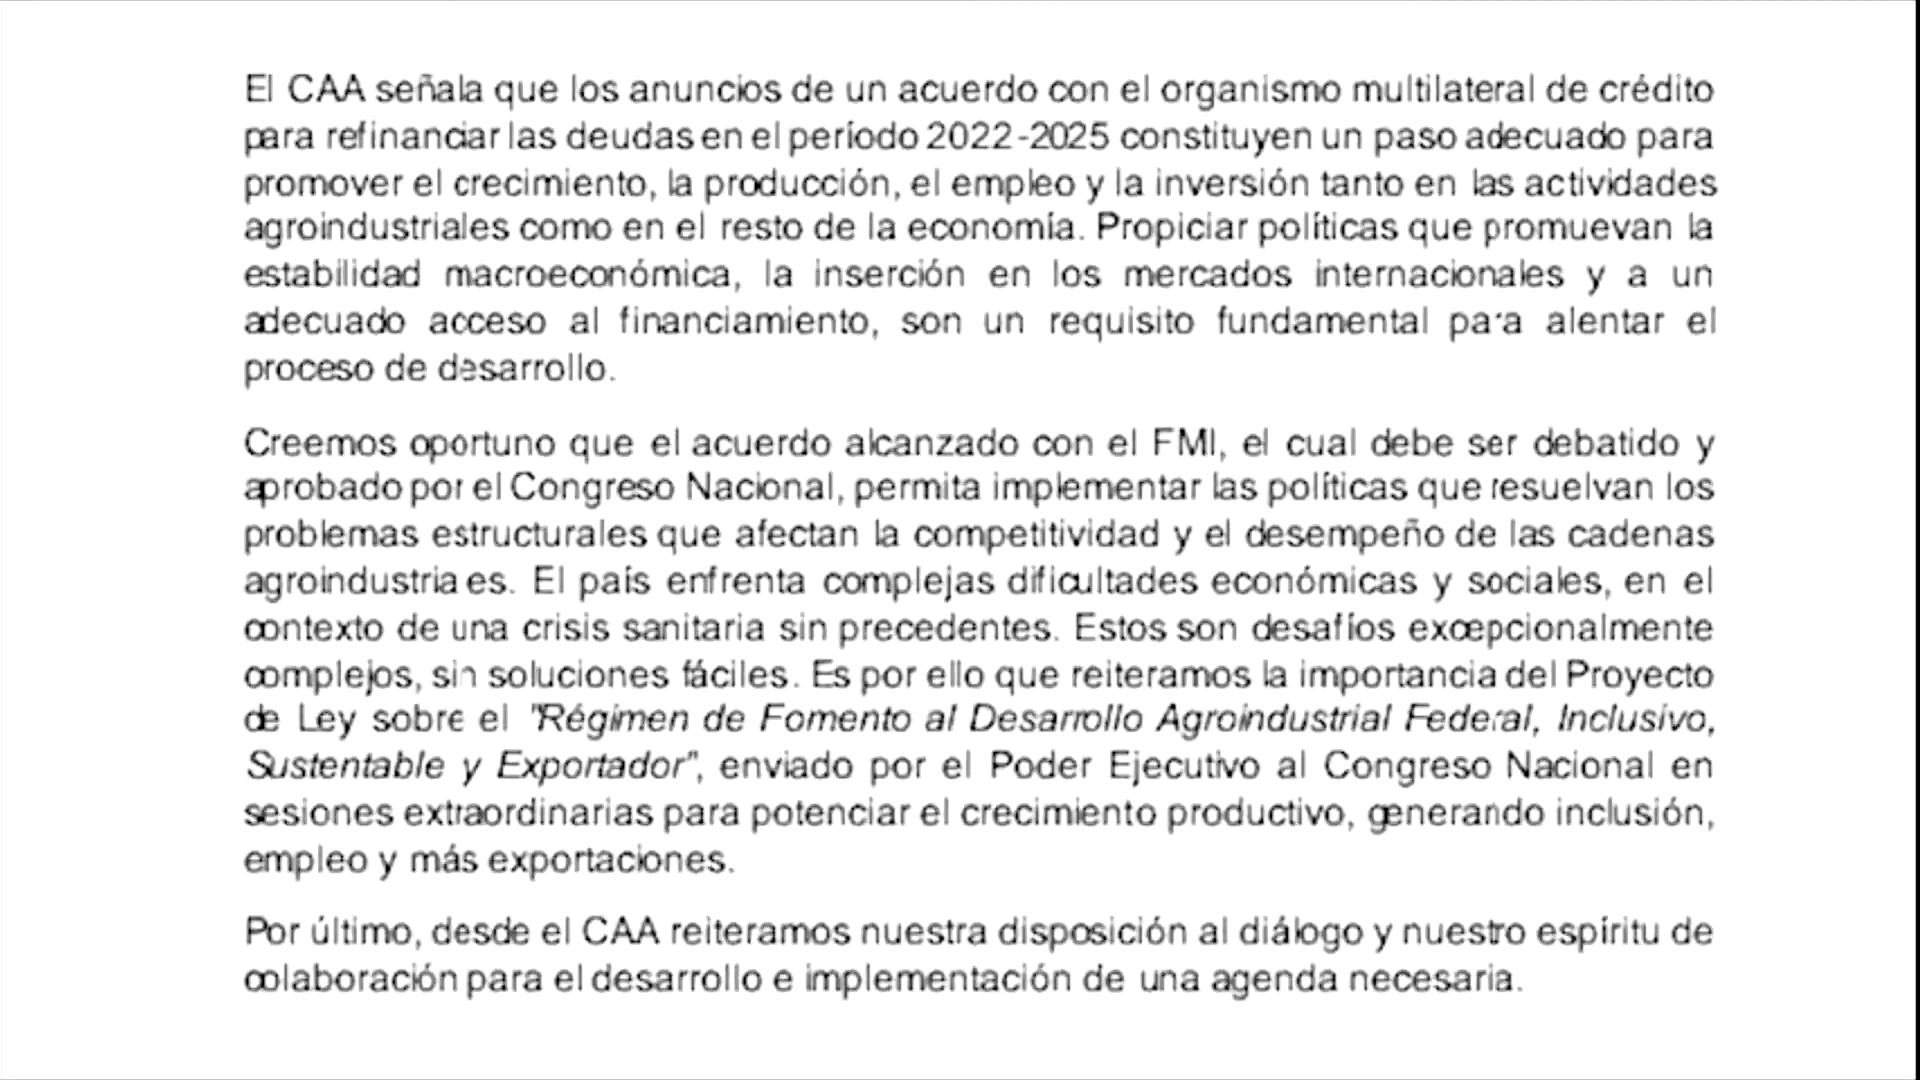 El CAA señala que los anuncios de un acuerdo con el organismo multilateral de crédito
para refinanciar las deudas en el período 2022-2025 constituyen un paso adecuado para
promover el crecimiento, la producción, el empleo y la inversión tanto en las actividades
agroindustriales como en el resto de la economía. Propiciar políticas que promuevan la
estabilidad macroeconómica, la inserción en los mercados internacionales y a un
adecuado acceso al financiamiento, son un requisito fundamental para alentar el
proceso de desarrollo.
Creemos oportuno que el acuerdo alcanzado con el FMI, el cual debe ser debatido y
aprobado por el Congreso Nacional, permita implementar las políticas que resuelvan los
problemas estructurales que afectan la competitividad y el desempeño de las cadenas
agroindustriales. El país enfrenta complejas dificultades económicas y sociales, en el
contexto de una crisis sanitaria sin precedentes. Estos son desafíos excepcionalmente
complejos, sin soluciones fáciles. Es por ello que reiteramos la importancia del Proyecto
de Ley sobre el "Régimen de Fomento al Desarrollo Agroindustrial Federal, Inclusivo,
Sustentable y Exportador", enviado por el Poder Ejecutivo al Congreso Nacional en
sesiones extraordinarias para potenciar el crecimiento productivo, generando inclusión,
empleo y más exportaciones.
Por último, desde el CAA reiteramos nuestra disposición al diálogo y nuestro espíritu de
colaboración para el desarrollo e implementación de una agenda necesaria.